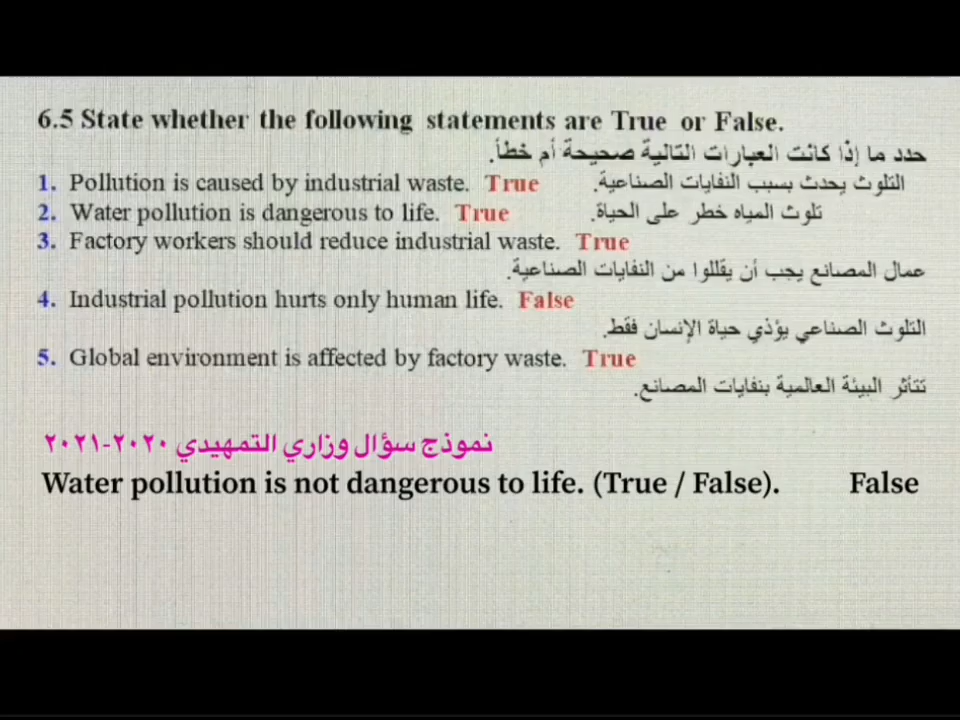 6.5 State whether the following statements are True or False.
حدد ما إذا كانت العبارات التالية صحيحة أم خطأ.
1. Pollution is caused by industrial waste. True التلوث يحدث بسبب النفايات الصناعية.
2. Water pollution is dangerous to life. True تلوث المياه خطر على الحياة.
3. Factory workers should reduce industrial waste. True
عمال المصانع يجب أن يقللوا من النفايات الصناعية.
4. Industrial pollution hurts only human life. False
التلوث الصناعي يؤذي حياة الإنسان فقط.
5. Global environment is affected by factory waste. True
تتأثر البيئة العالمية بنفايات المصانع.
نموذج سؤال وزاري التمهيدي ٢٠٢٠-٢٠٢١
Water pollution is not dangerous to life. (True / False). False